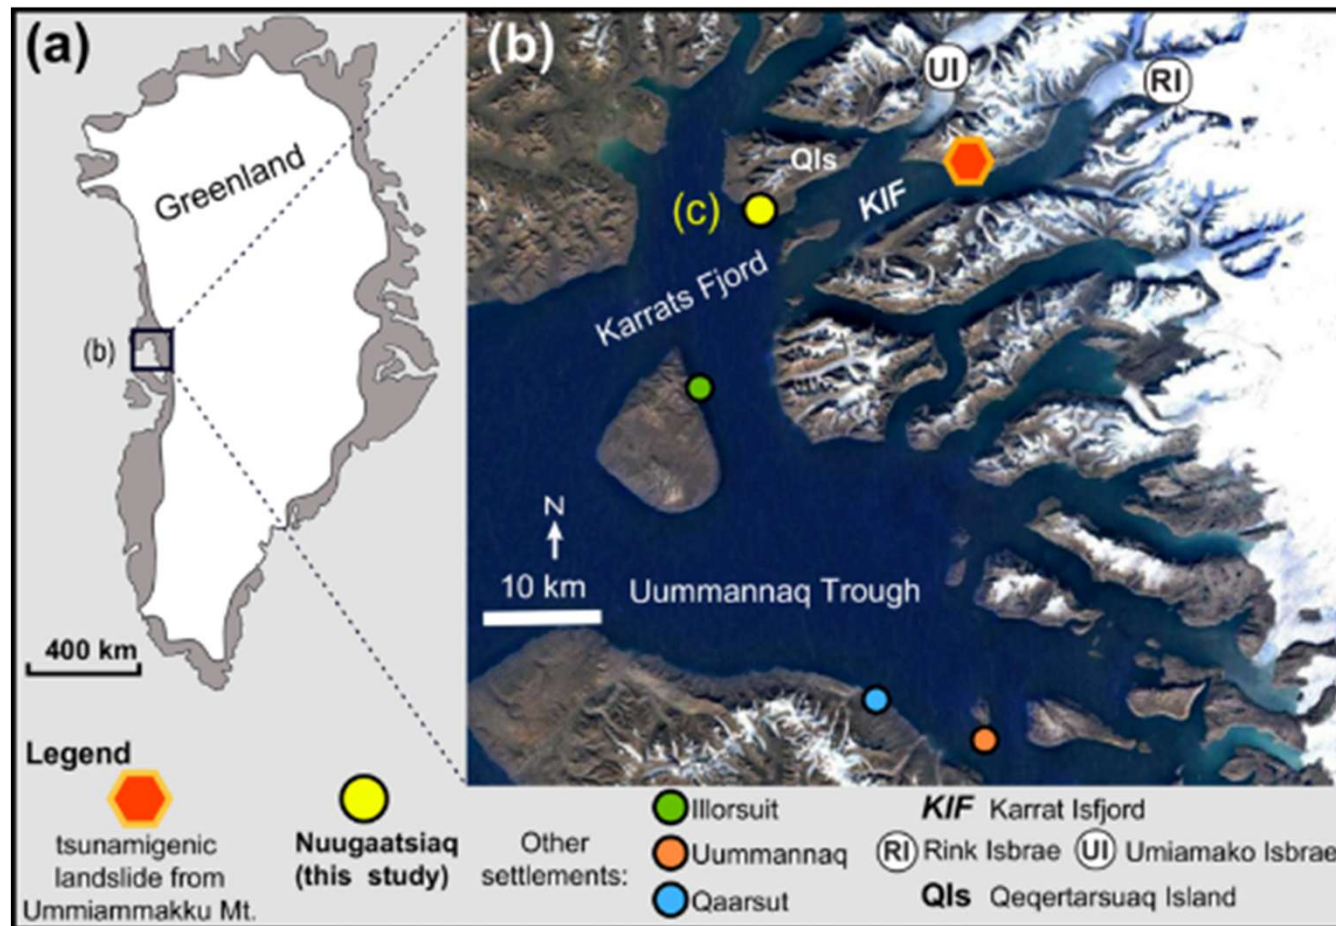 (a)
Greenland
(b)
400 km
(b)
UI
RI
QIs
(c)
KIF
Karrats Fjord
N
10 km
Uummannaq Trough
Legend
tsunamigenic
landslide from
Ummiammakku Mt.
Nuugaatsiaq
(this study)
Other
settlements:
Illorsuit
Uummannaq
Qaarsut
KIF Karrat Isfjord
RI Rink Isbrae UI Umiamako Isbrae
QIs Qeqertarsuaq Island